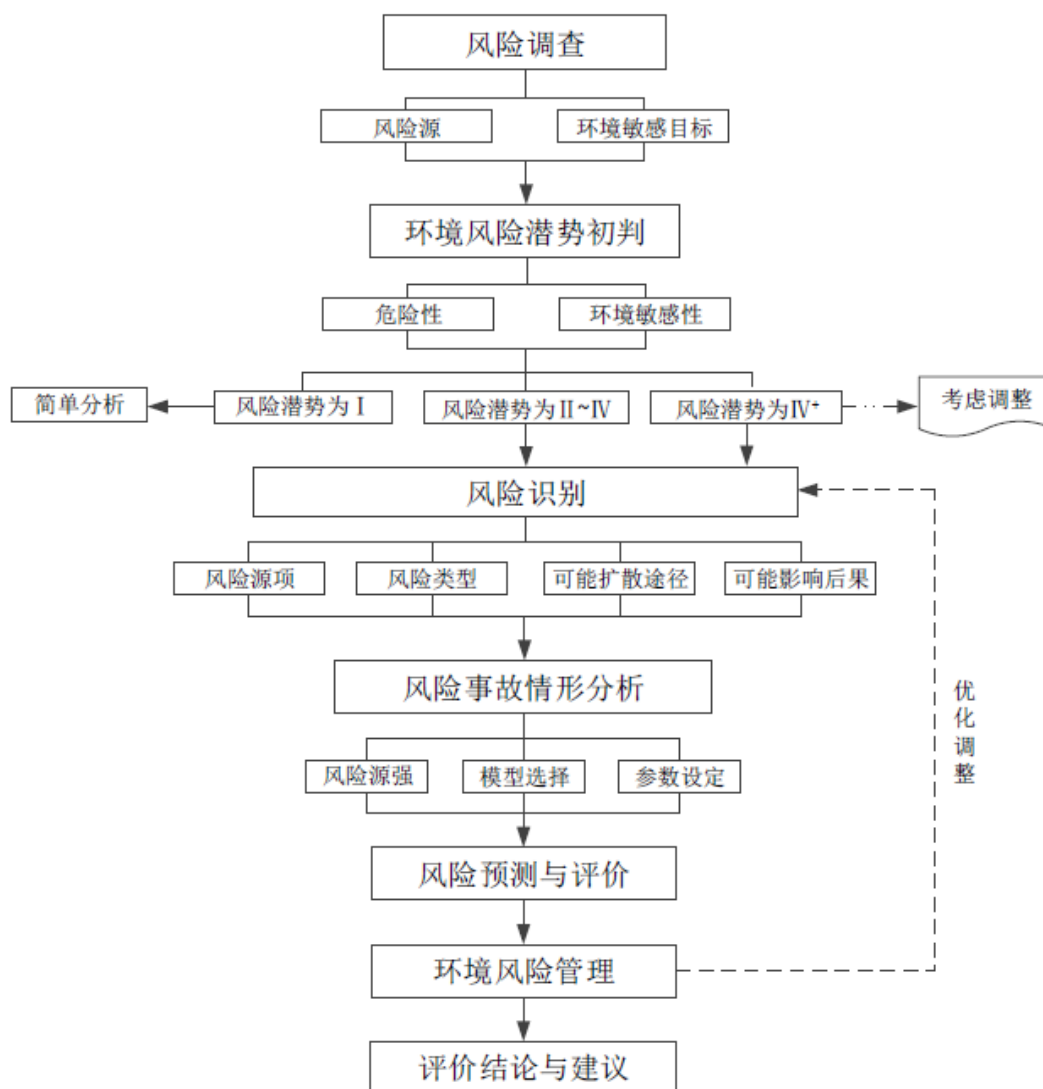 风险调查
风险源
环境敏感目标
环境风险潜势初判
危险性
环境敏感性
简单分析
风险潜势为Ⅰ
风险潜势为Ⅱ~Ⅳ
风险潜势为Ⅳ⁺
考虑调整
风险识别
风险源项
风险类型
可能扩散途径
可能影响后果
风险事故情形分析
优化调整
风险源强
模型选择
参数设定
风险预测与评价
环境风险管理
评价结论与建议